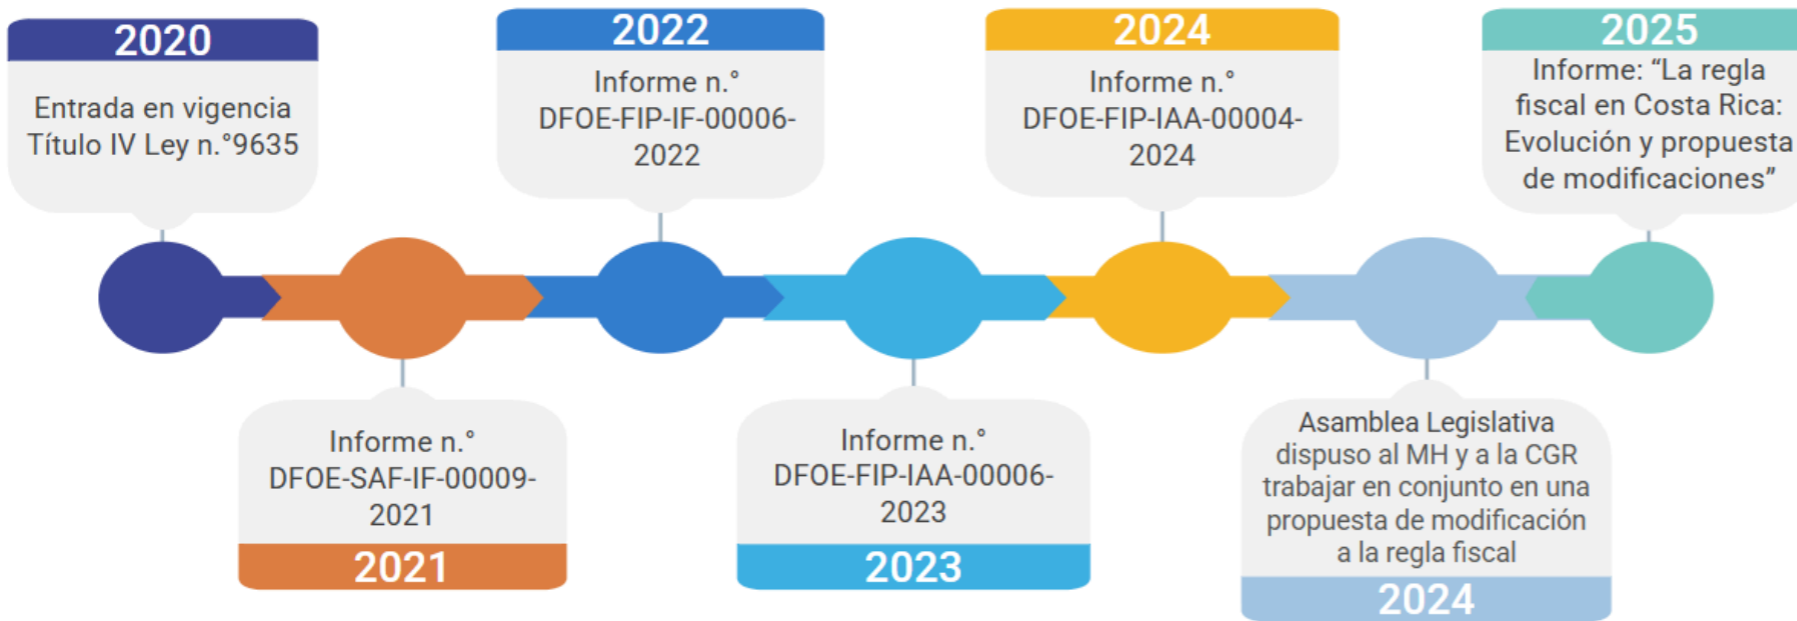 2020
Entrada en vigencia
Título IV Ley n.°9635
Informe n.°
DFOE-SAF-IF-00009-
2021
2021
2022
Informe n.°
DFOE-FIP-IF-00006-
2022
Informe n.°
DFOE-FIP-IAA-00006-
2023
2023
2024
Informe n.°
DFOE-FIP-IAA-00004-
2024
Asamblea Legislativa
dispuso al MH y a la CGR
trabajar en conjunto en una
propuesta de modificación
a la regla fiscal
2024
2025
Informe: “La regla
fiscal en Costa Rica:
Evolución y propuesta
de modificaciones”